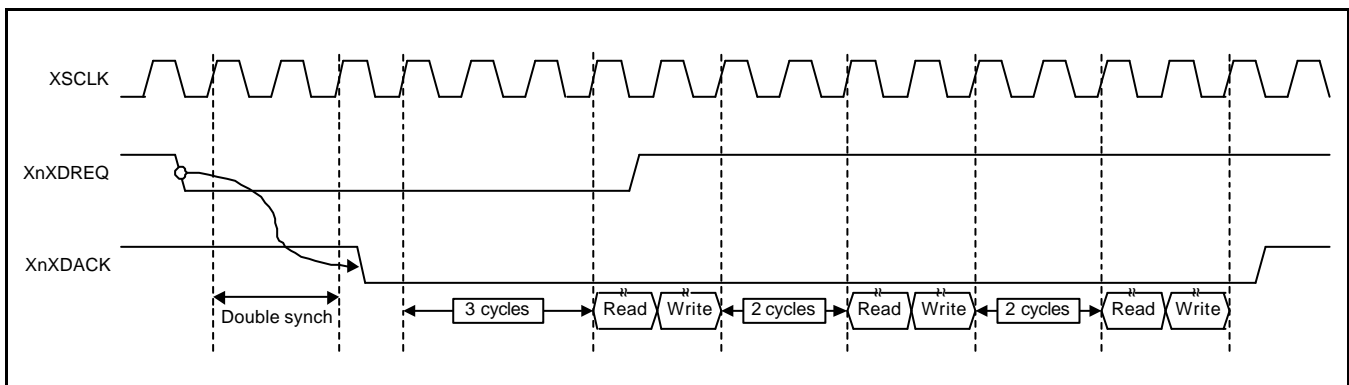 XSCLK
XnXDREQ
XnXDACK
Double synch
3 cycles
Read
Write
2 cycles
Read
Write
2 cycles
Read
Write